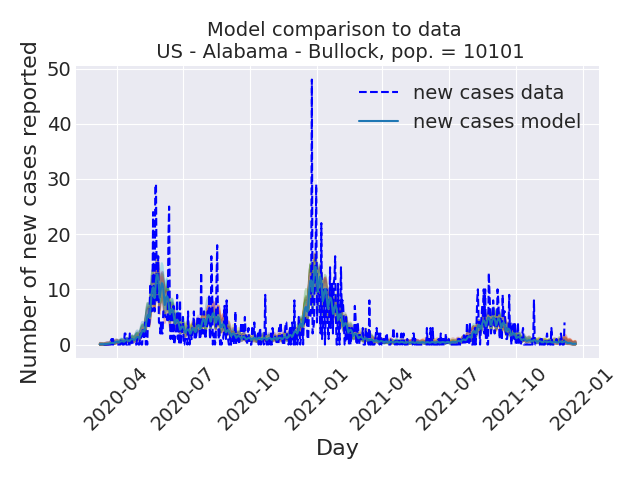 Model comparison to data
US - Alabama - Bullock, pop. = 10101
Number of new cases reported
50
40
30
20
10
0
new cases data
new cases model
2020-04
2020-07
2020-10
2021-01
2021-04
2021-07
2021-10
2022-01
Day